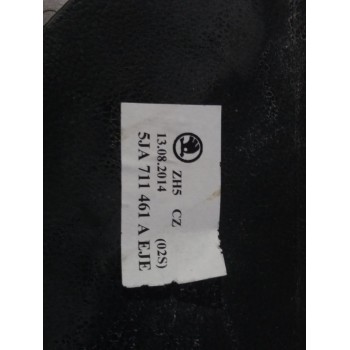 ZH5 CZ
13.08.2014 (02S)
5JA 711 461 A EJE